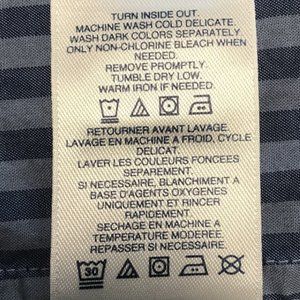 TURN INSIDE OUT.
MACHINE WASH COLD DELICATE.
WASH DARK COLORS SEPARATELY.
ONLY NON-CHLORINE BLEACH WHEN
NEEDED.
REMOVE PROMPTLY.
TUMBLE DRY LOW.
WARM IRON IF NEEDED.
RETOURNER AVANT LAVAGE.
LAVAGE EN MACHINE A FROID, CYCLE
DELICAT.
LAVER LES COULEURS FONCEES
SEPAREMENT.
SI NECESSAIRE, BLANCHIMENT A
BASE D'AGENTS OXYGENES
UNIQUEMENT ET RINCER
RAPIDEMENT.
SECHAGE EN MACHINE A
TEMPERATURE MODEREE.
REPASSER SI NECESSAIRE.
30